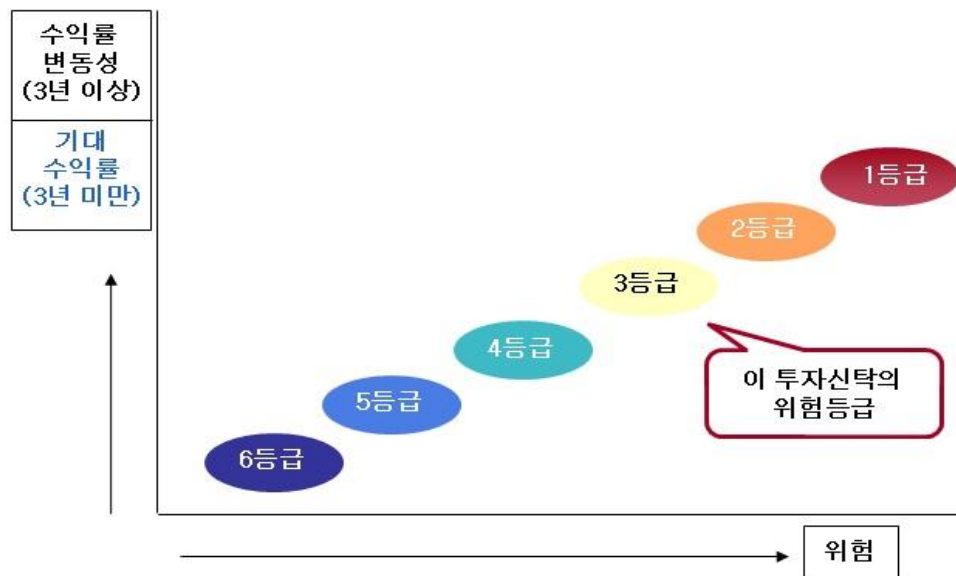 수익률
변동성
(3년 이상)
기대
수익률
(3년 미만)
1등급
2등급
3등급
4등급
5등급
6등급
이 투자신탁의
위험등급
위험